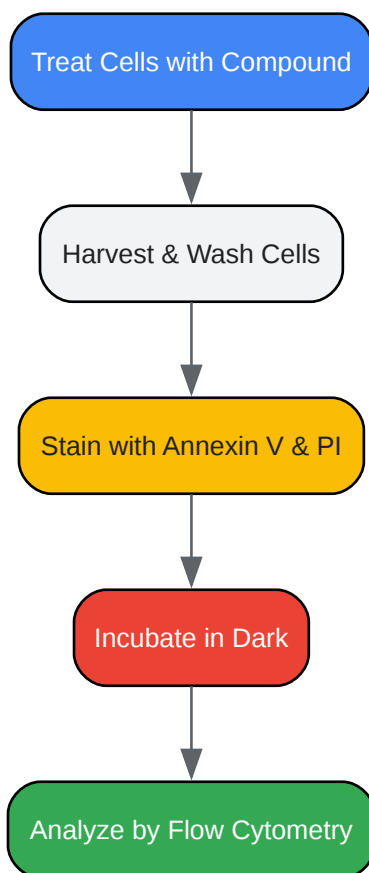 Treat Cells with Compound
Harvest & Wash Cells
Stain with Annexin V & PI
Incubate in Dark
Analyze by Flow Cytometry